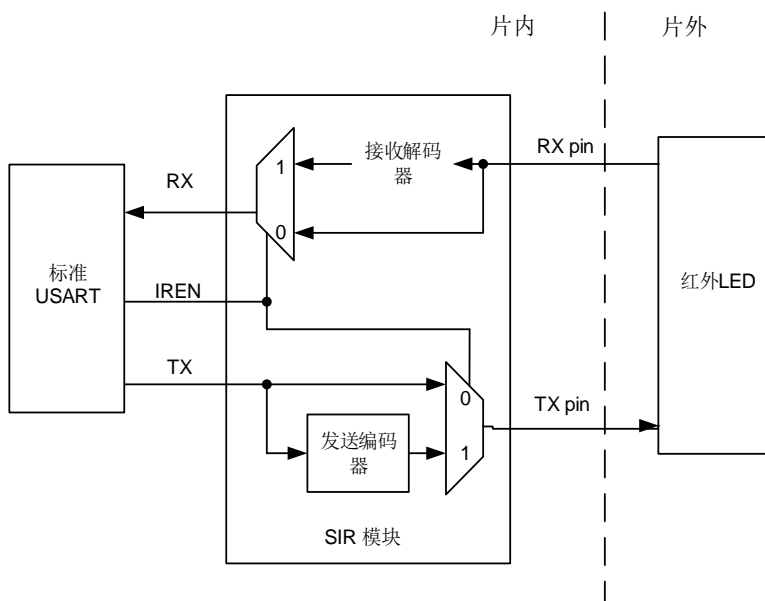 片内
片外
接收解码
器
RX pin
RX
1
0
标准
USART
IREN
红外LED
TX
0
TX pin
发送编码
器
1
SIR 模块